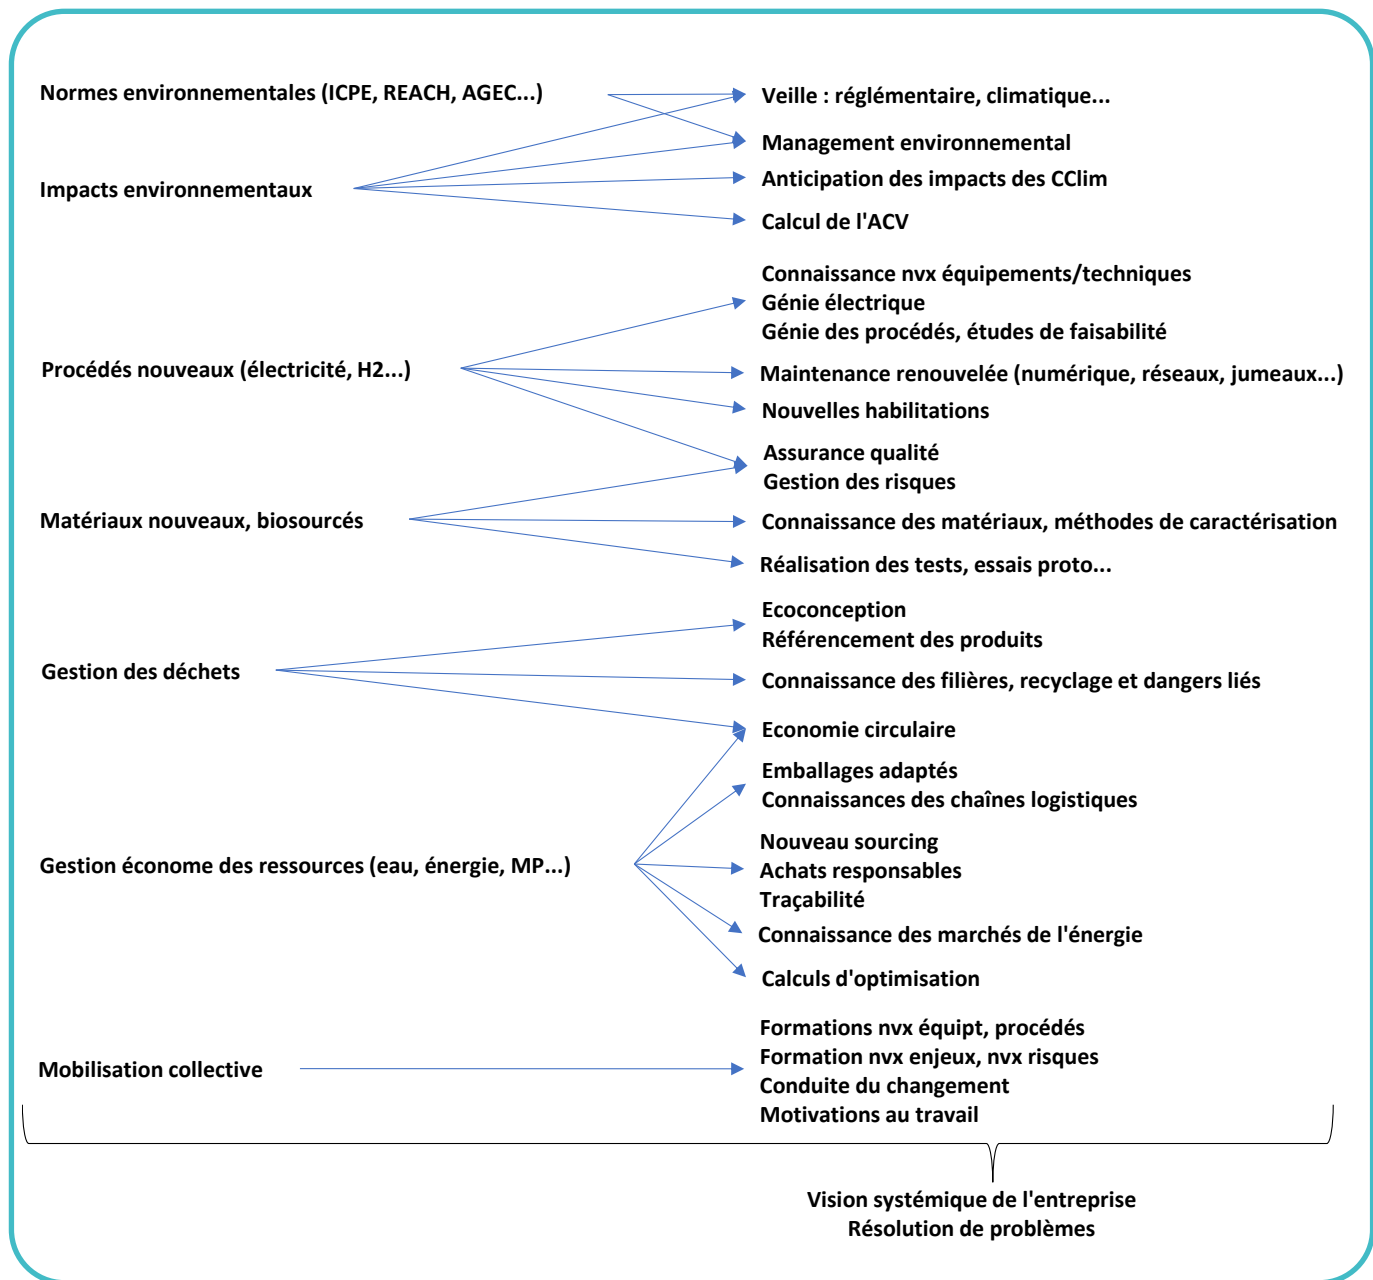 Normes environnementales (ICPE, REACH, AGEC...)
Veille : réglémentaire, climatique...
Management environnemental
Impacts environnementaux
Anticipation des impacts des CClim
Calcul de l'ACV
Connaissance nvx équipements/techniques
Génie électrique
Génie des procédés, études de faisabilité
Procédés nouveaux (électricité, H2...)
Maintenance renouvelée (numérique, réseaux, jumeaux...)
Nouvelles habilitations
Assurance qualité
Gestion des risques
Matériaux nouveaux, biosourcés
Connaissance des matériaux, méthodes de caractérisation
Réalisation des tests, essais proto...
Ecoconception
Référencement des produits
Gestion des déchets
Connaissance des filières, recyclage et dangers liés
Economie circulaire
Emballages adaptés
Connaissances des chaînes logistiques
Nouveau sourcing
Gestion économe des ressources (eau, énergie, MP...)
Achats responsables
Traçabilité
Connaissance des marchés de l'énergie
Calculs d'optimisation
Formations nvx équipt, procédés
Formation nvx enjeux, nvx risques
Mobilisation collective
Conduite du changement
Motivations au travail
Vision systémique de l'entreprise
Résolution de problèmes